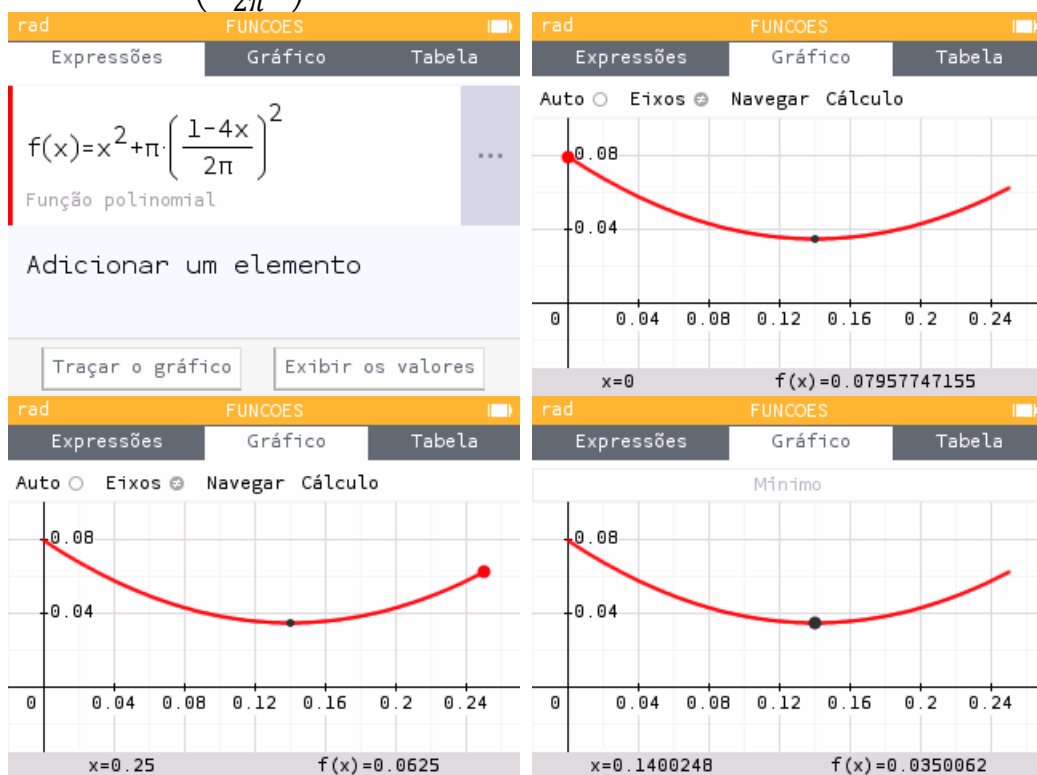 ( 2π )
rad FUNCOES
Expressões Gráfico Tabela
f(x)=x²+π·((1-4x)/(2π))²
...
Função polinomial
Adicionar um elemento
Traçar o gráfico Exibir os valores
rad FUNCOES
Expressões Gráfico Tabela
Auto Eixos Navegar Cálculo
0.08
0.04
0 0.04 0.08 0.12 0.16 0.2 0.24
x=0 f(x)=0.07957747155
rad FUNCOES
Expressões Gráfico Tabela
Auto Eixos Navegar Cálculo
0.08
0.04
0 0.04 0.08 0.12 0.16 0.2 0.24
x=0.25 f(x)=0.0625
rad FUNCOES
Expressões Gráfico Tabela
Mínimo
0.08
0.04
0 0.04 0.08 0.12 0.16 0.2 0.24
x=0.1400248 f(x)=0.0350062